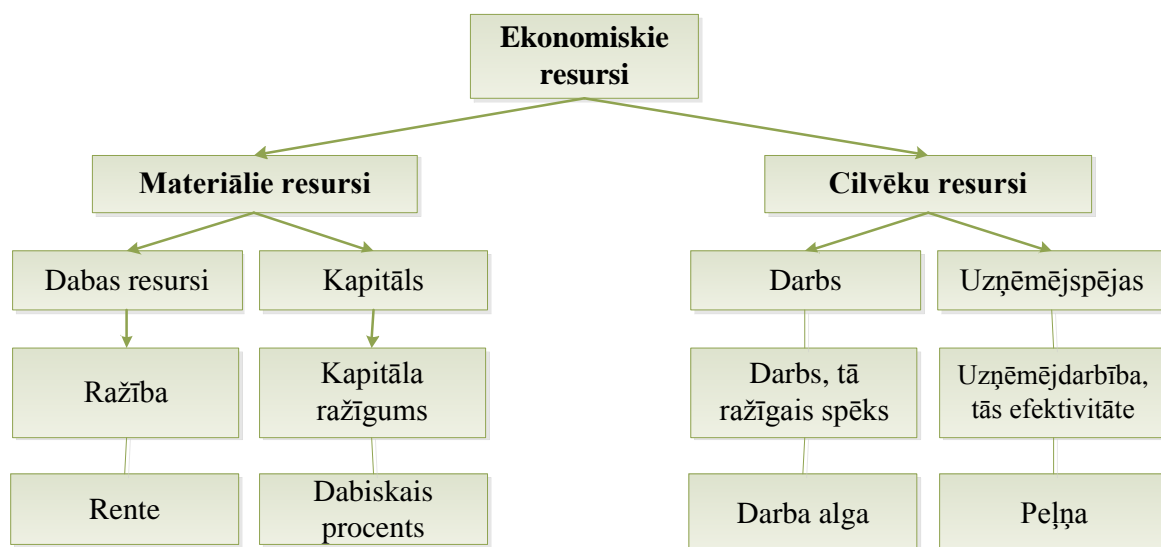 Ekonomiskie
resursi
Materiālie resursi
Cilvēku resursi
Dabas resursi
Kapitāls
Darbs
Uzņēmējspējas
Ražība
Kapitāla
ražīgums
Darbs, tā
ražīgais spēks
Uzņēmējdarbība,
tās efektivitāte
Rente
Dabiskais
procents
Darba alga
Peļņa